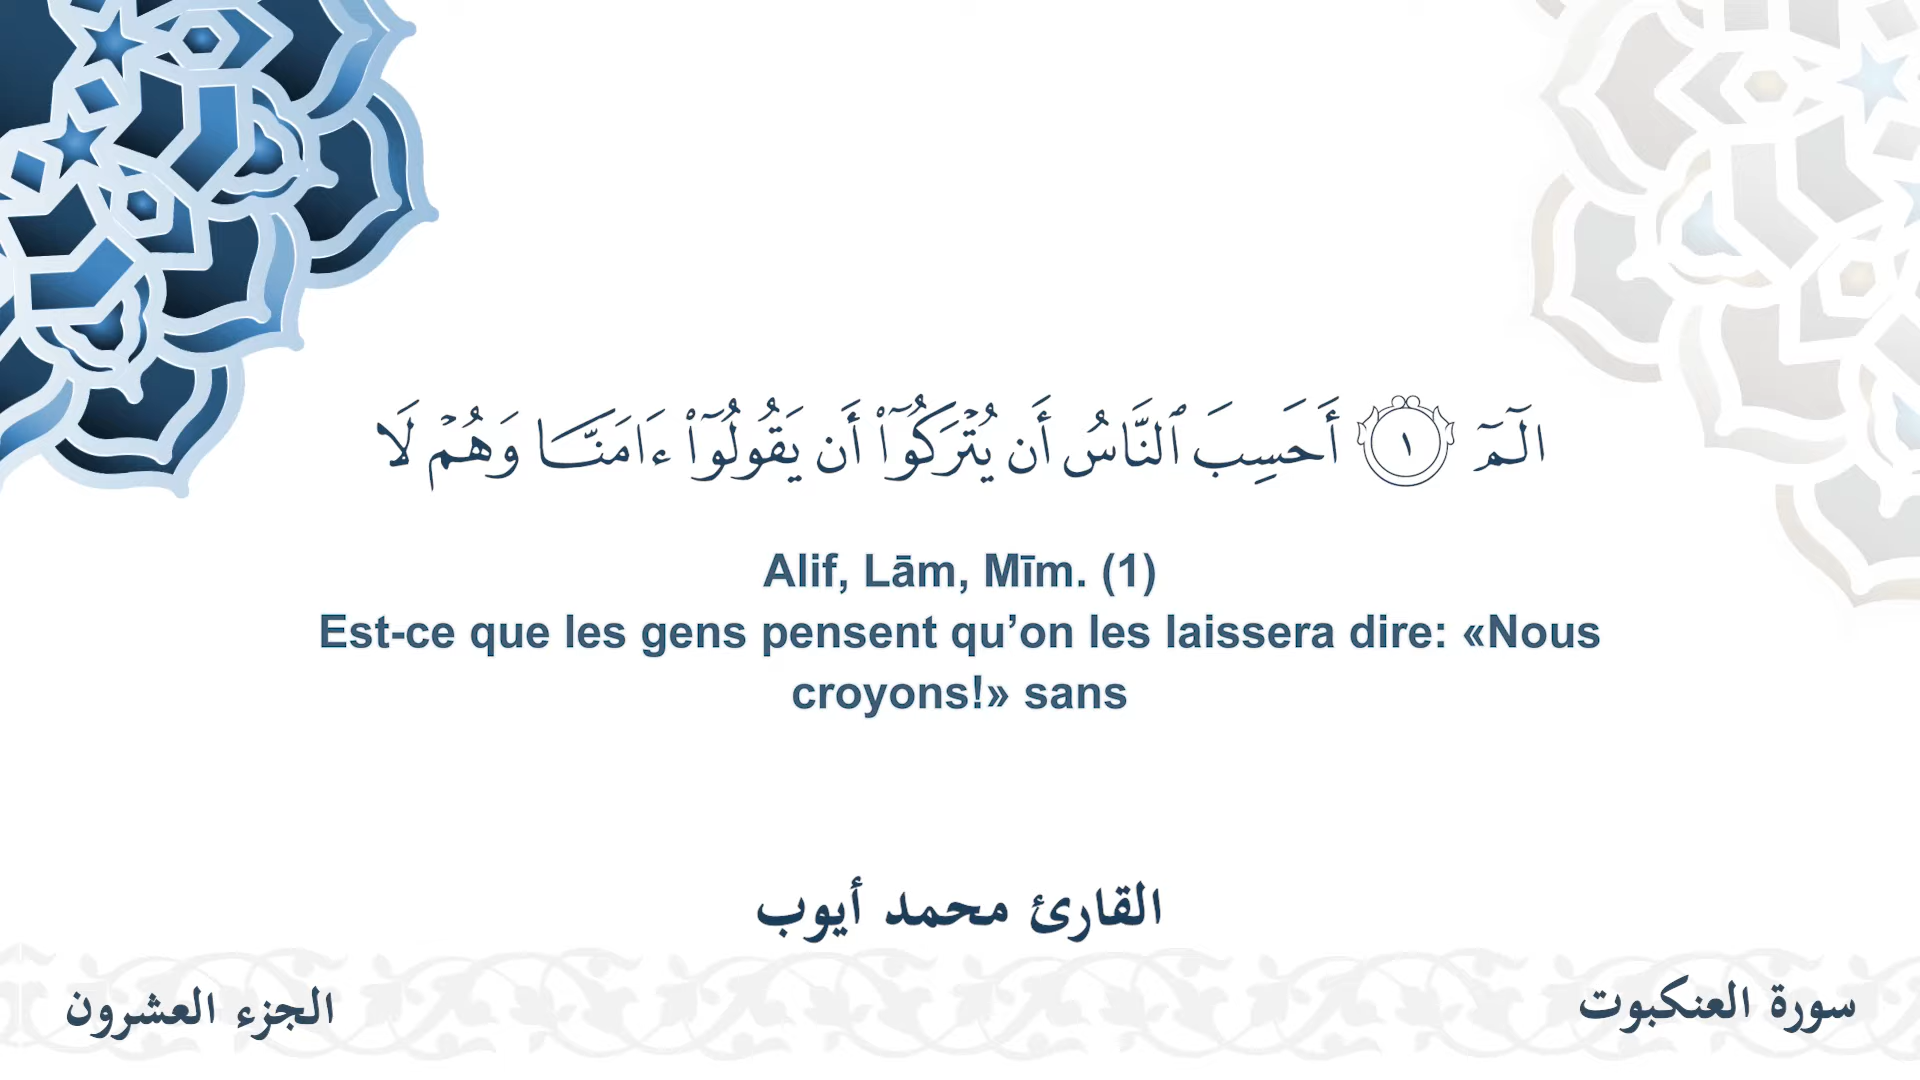 الٓمٓ ١ أَحَسِبَ ٱلنَّاسُ أَن يُتۡرَكُوٓاْ أَن يَقُولُوٓاْ ءَامَنَّا وَهُمۡ لَا
Alif, Lām, Mīm. (1)
Est-ce que les gens pensent qu’on les laissera dire: «Nous
croyons!» sans
القارئ محمد أيوب
سورة العنكبوت
الجزء العشرون